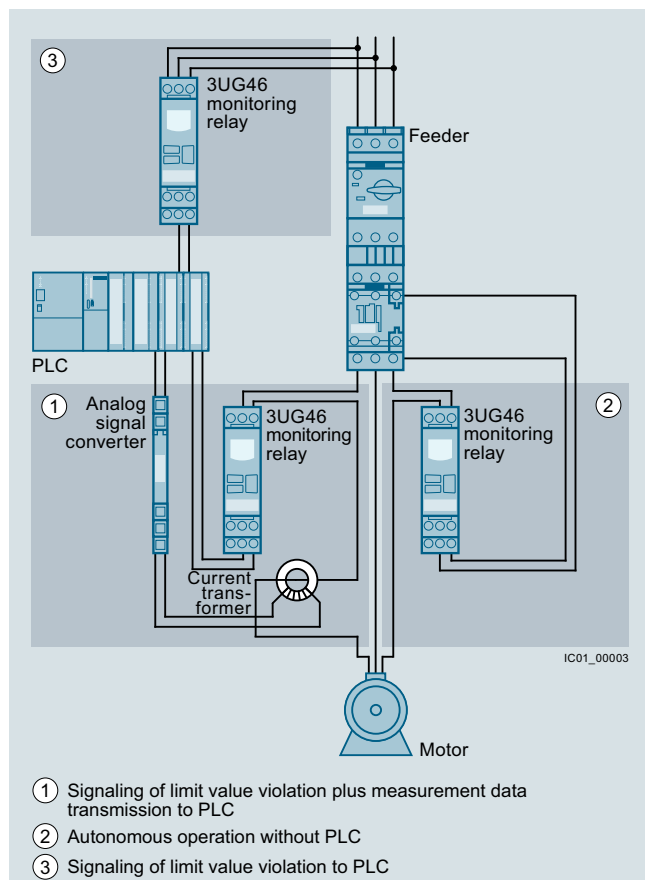 3
3UG46
monitoring
relay
Feeder
PLC
1
Analog
signal
converter
3UG46
monitoring
relay
3UG46
monitoring
relay
2
Current
trans-
former
IC01_00003
Motor
1 Signaling of limit value violation plus measurement data
transmission to PLC
2 Autonomous operation without PLC
3 Signaling of limit value violation to PLC